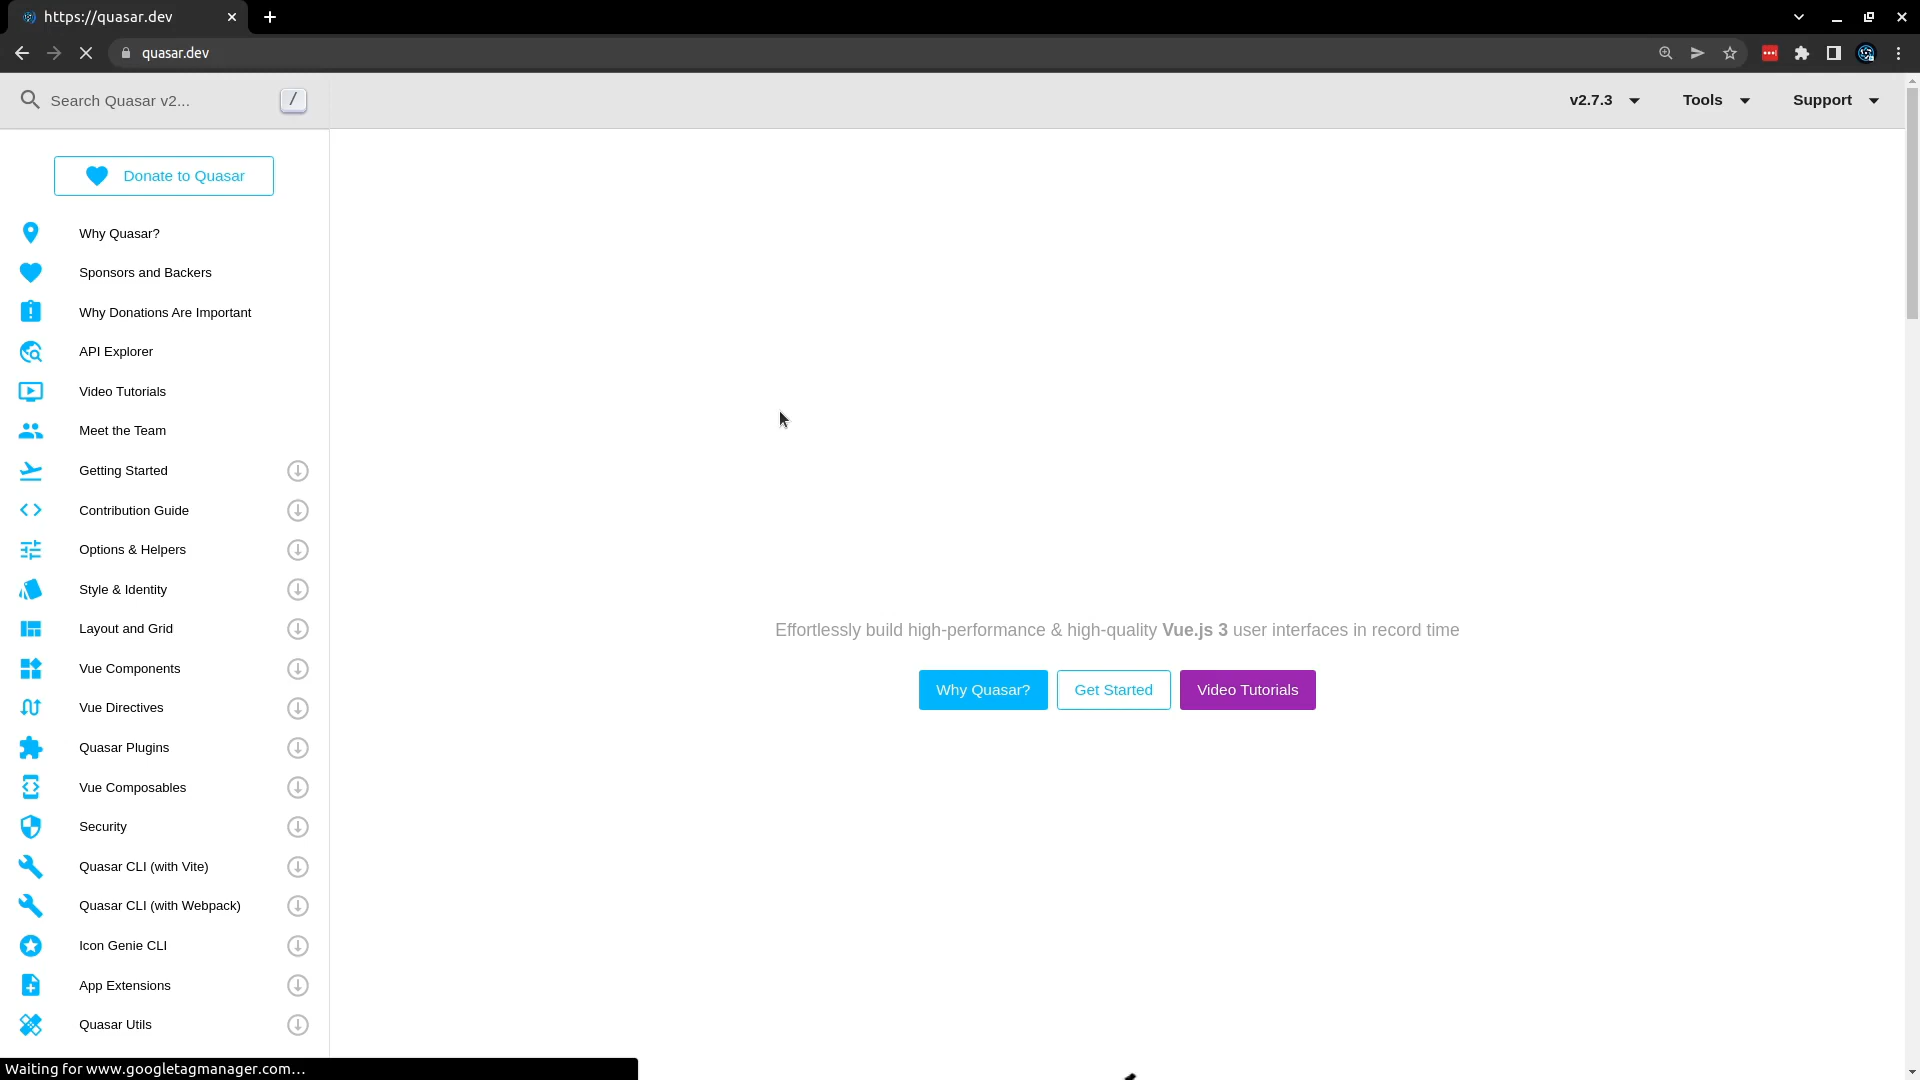 https://quasar.dev
quasar.dev
Search Quasar v2...
/
v2.7.3
Tools
Support
Donate to Quasar
Why Quasar?
Sponsors and Backers
Why Donations Are Important
API Explorer
Video Tutorials
Meet the Team
Getting Started
Contribution Guide
Options & Helpers
Style & Identity
Layout and Grid
Vue Components
Vue Directives
Quasar Plugins
Vue Composables
Security
Quasar CLI (with Vite)
Quasar CLI (with Webpack)
Icon Genie CLI
App Extensions
Quasar Utils
Effortlessly build high-performance & high-quality Vue.js 3 user interfaces in record time
Why Quasar?
Get Started
Video Tutorials
Waiting for www.googletagmanager.com...